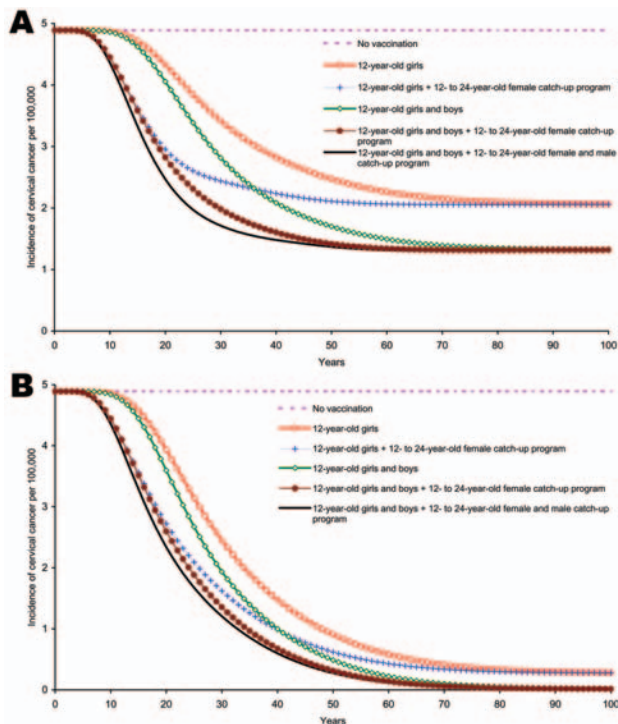 A
5
4
3
2
1
0
Incidence of cervical cancer per 100,000
No vaccination
12-year-old girls
12-year-old girls + 12- to 24-year-old female catch-up program
12-year-old girls and boys
12-year-old girls and boys + 12- to 24-year-old female catch-up
program
12-year-old girls and boys + 12- to 24-year-old female and male
catch-up program
0 10 20 30 40 50 60 70 80 90 100
Years
B
5
4
3
2
1
0
Incidence of cervical cancer per 100,000
No vaccination
12-year-old girls
12-year-old girls + 12- to 24-year-old female catch-up program
12-year-old girls and boys
12-year-old girls and boys + 12- to 24-year-old female catch-up program
12-year-old girls and boys + 12- to 24-year-old female and male catch-up
program
0 10 20 30 40 50 60 70 80 90 100
Years